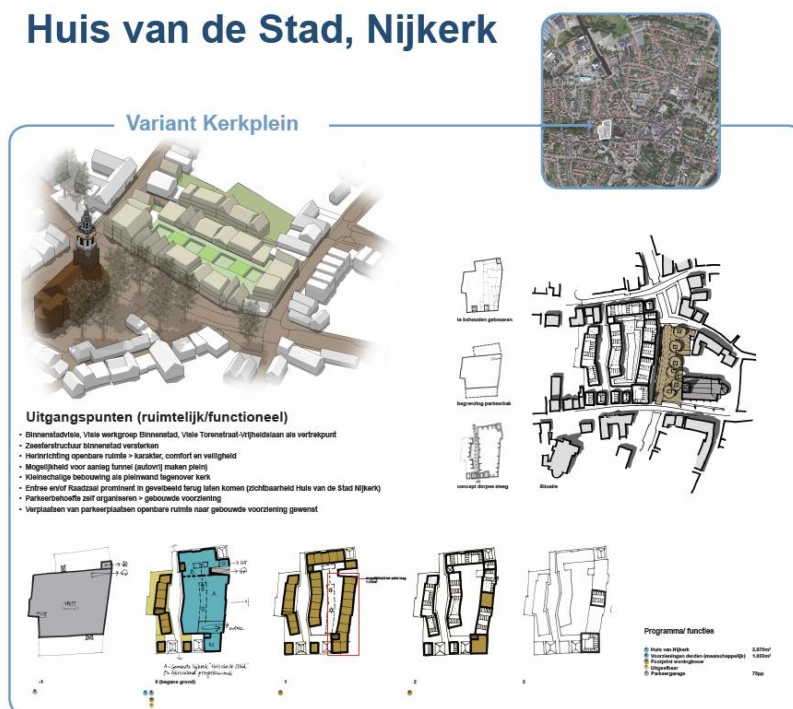 Huis van de Stad, Nijkerk
Variant Kerkplein
te behouden gebouwen
begrenzing parkeerbak
concept dorpse steeg
Situatie
Uitgangspunten (ruimtelijk/functioneel)
• Binnenstadvisie, Visie werkgroep Binnenstad, Visie Torenstraat-Vrijheidslaan als vertrekpunt
• Zeesterstructuur binnenstad versterken
• Herinrichting openbare ruimte > karakter, comfort en veiligheid
• Mogelijkheid voor aanleg tunnel (autovrij maken plein)
• Kleinschalige bebouwing als pleinwand tegenover kerk
• Entree en/of Raadzaal prominent in gevelbeeld terug laten komen (zichtbaarheid Huis van de Stad Nijkerk)
• Parkeerbehoefte zelf organiseren > gebouwde voorziening
• Verplaatsen van parkeerplaatsen openbare ruimte naar gebouwde voorziening gewenst
A
-1
0 (begane grond)
1
2
3
Programma/ functies
Huis van Nijkerk 2.875m²
Voorzieningen derden (maatschappelijk) 1.000m²
Footprint woningbouw
Uitgeefbaar
Parkeergarage 75pp